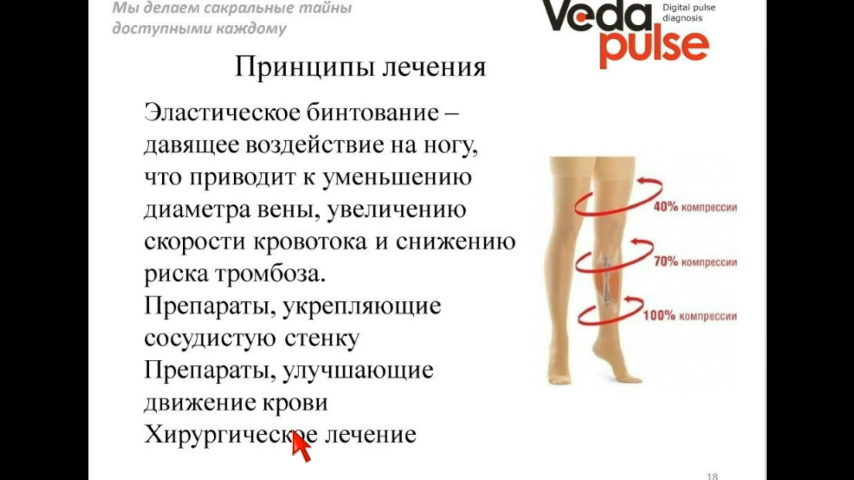 Мы делаем сакральные тайны
доступными каждому
Veda pulse
Digital pulse
diagnosis
Принципы лечения
Эластическое бинтование –
давящее воздействие на ногу,
что приводит к уменьшению
диаметра вены, увеличению
скорости кровотока и снижению
риска тромбоза.
Препараты, укрепляющие
сосудистую стенку
Препараты, улучшающие
движение крови
Хирургическое лечение
40% компрессии
70% компрессии
100% компрессии
18